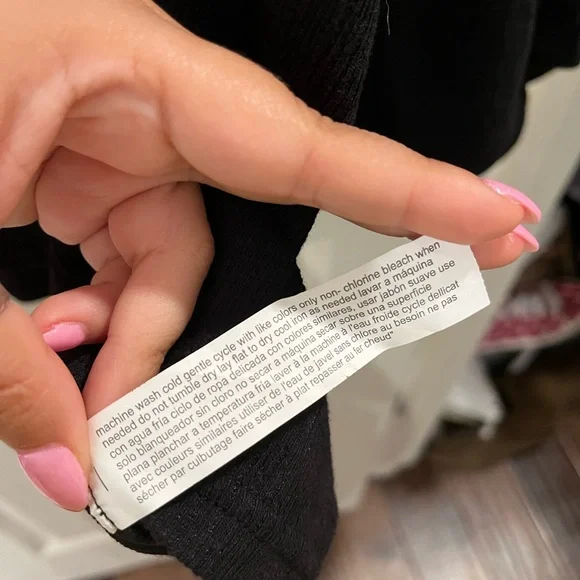 machine wash cold gentle cycle with like colors only non- chlorine bleach when
needed do not tumble dry lay flat to dry cool iron as needed lavar a máquina
con agua fria ciclo de ropa delicada con colores similares, usar jabón suave use
solo blanqueador sin cloro no secar a máquina secar sobre una superficie
plana planchar a temperatura fria laver à la machine à l'eau froide cycle dellicat
avec couleurs similaires utiliser de l'eau de javel sans chlore au besoin ne pas
sécher par culbutage faire sécher à plat repasser au fer cheud"